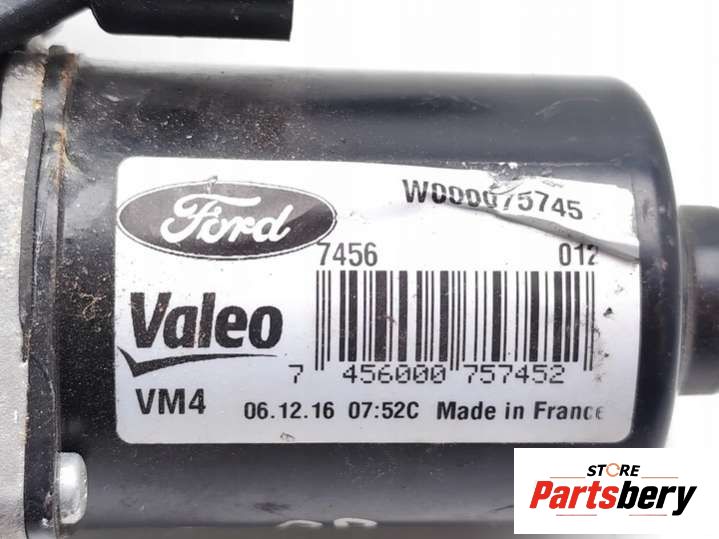 W000075745
Ford
7456 012
Valeo
7 456000 757452
VM4 06.12.16 07:52C Made in France
STORE
Partsbery